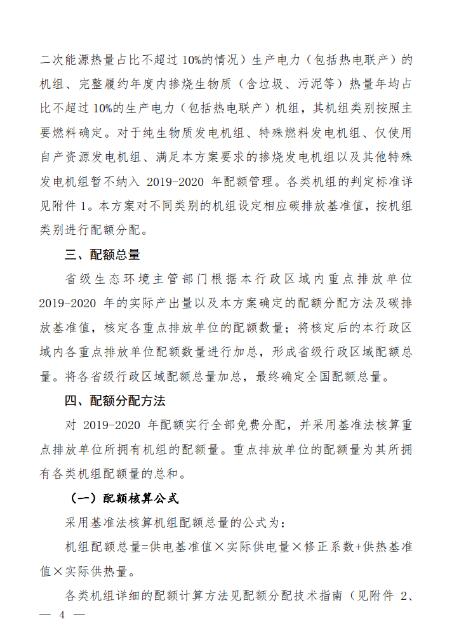 二次能源热量占比不超过10%的情况）生产电力（包括热电联产）的
机组、完整履约年度内掺烧生物质（含垃圾、污泥等）热量年均占
比不超过10%的生产电力（包括热电联产）机组，其机组类别按照主
要燃料确定。对于纯生物质发电机组、特殊燃料发电机组、仅使用
自产资源发电机组、满足本方案要求的掺烧发电机组以及其他特殊
发电机组暂不纳入 2019-2020 年配额管理。各类机组的判定标准详
见附件 1。本方案对不同类别的机组设定相应碳排放基准值，按机组
类别进行配额分配。
三、配额总量
省级生态环境主管部门根据本行政区域内重点排放单位
2019-2020 年的实际产出量以及本方案确定的配额分配方法及碳排
放基准值，核定各重点排放单位的配额数量；将核定后的本行政区
域内各重点排放单位配额数量进行加总，形成省级行政区域配额总
量。将各省级行政区域配额总量加总，最终确定全国配额总量。
四、配额分配方法
对 2019-2020 年配额实行全部免费分配，并采用基准法核算重
点排放单位所拥有机组的配额量。重点排放单位的配额量为其所拥
有各类机组配额量的总和。
（一）配额核算公式
采用基准法核算机组配额总量的公式为：
机组配额总量=供电基准值×实际供电量×修正系数+供热基准
值×实际供热量。
各类机组详细的配额计算方法见配额分配技术指南（见附件 2、
— 4 —